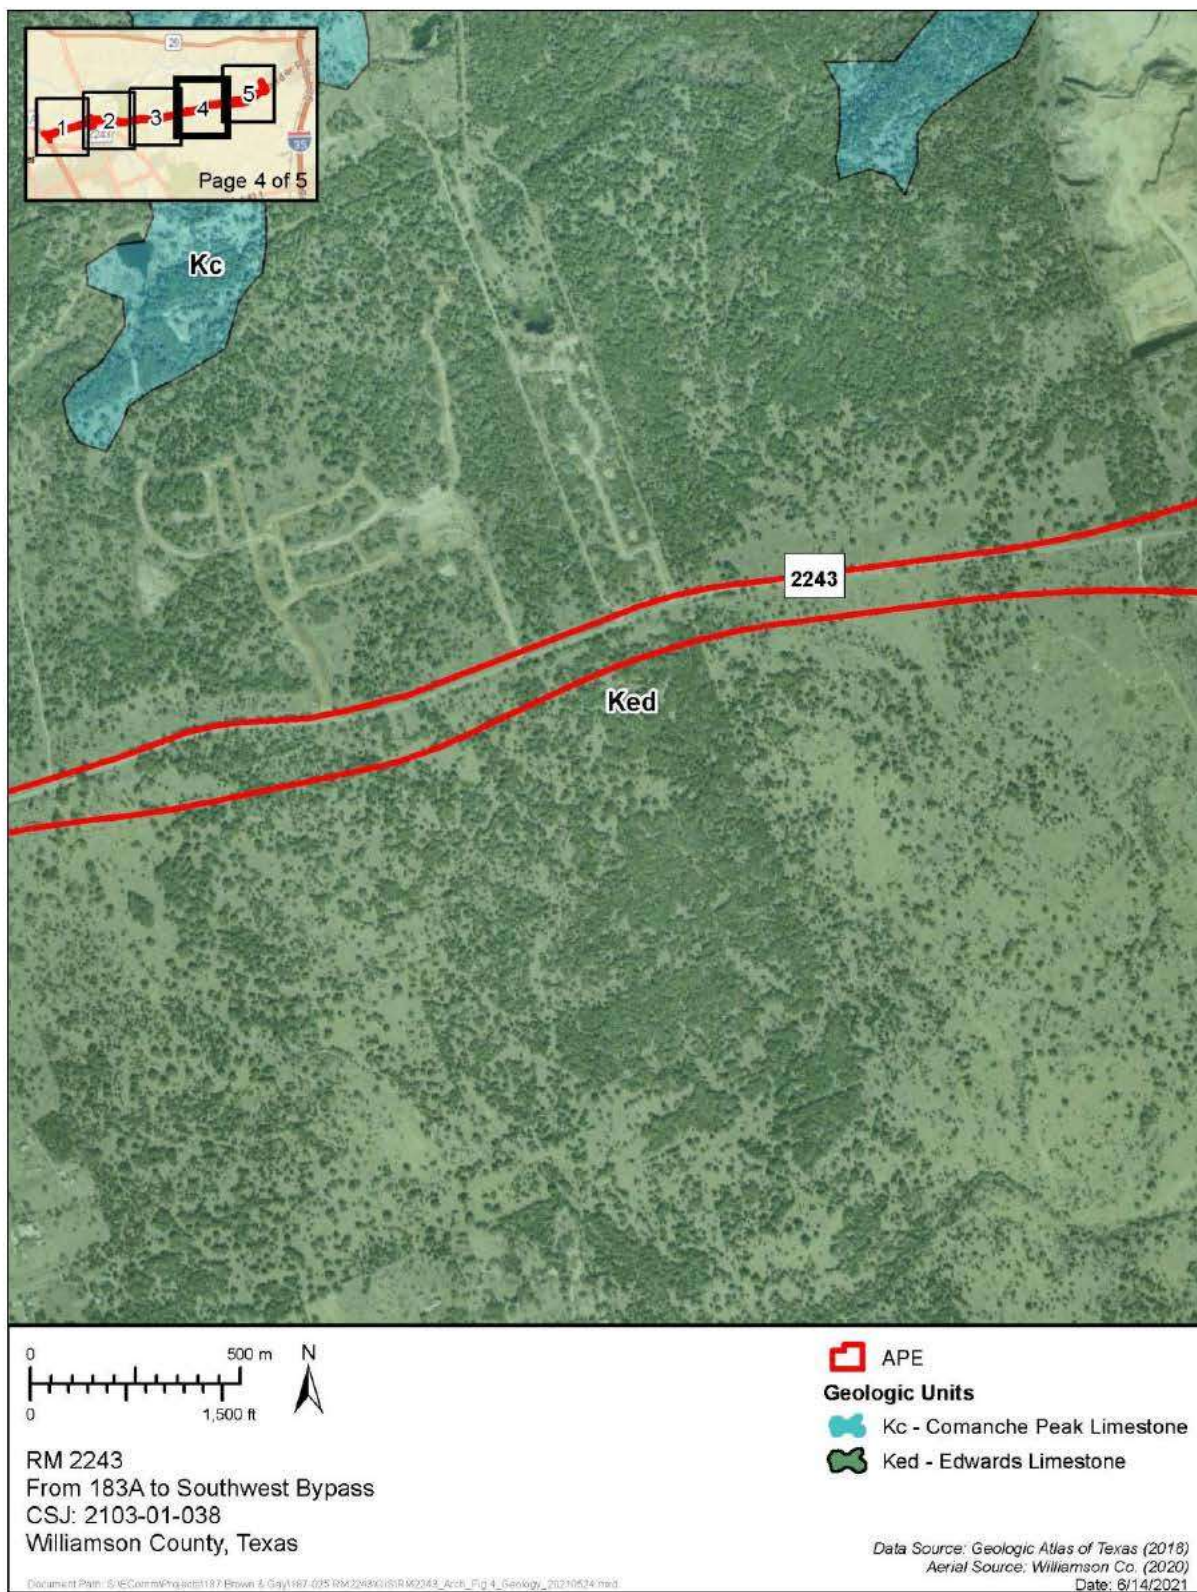 29
1
2
3
4
5
35
Page 4 of 5
Kc
2243
Ked
0 500 m
0 1,500 ft
N
RM 2243
From 183A to Southwest Bypass
CSJ: 2103-01-038
Williamson County, Texas
APE
Geologic Units
Kc - Comanche Peak Limestone
Ked - Edwards Limestone
Data Source: Geologic Atlas of Texas (2018)
Aerial Source: Williamson Co. (2020)
Date: 6/14/2021